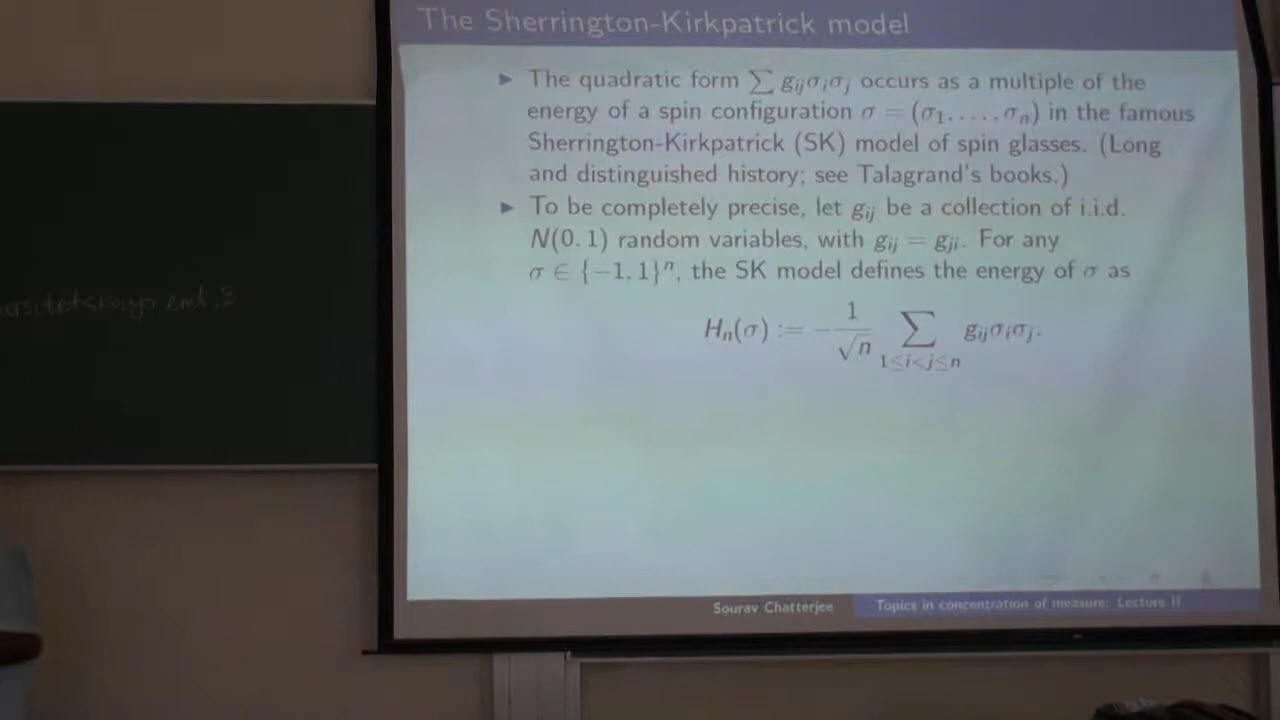 The Sherrington-Kirkpatrick model
▶ The quadratic form ∑ gᵢⱼσᵢσⱼ occurs as a multiple of the
energy of a spin configuration σ = (σ₁, . . . , σₙ) in the famous
Sherrington-Kirkpatrick (SK) model of spin glasses. (Long
and distinguished history; see Talagrand's books.)
▶ To be completely precise, let gᵢⱼ be a collection of i.i.d.
N(0, 1) random variables, with gᵢⱼ = gⱼᵢ. For any
σ ∈ {−1, 1}ⁿ, the SK model defines the energy of σ as
Hₙ(σ) := −1/√n ∑ 1≤i<j≤n gᵢⱼσᵢσⱼ.
Sourav Chatterjee Topics in concentration of measure: Lecture II